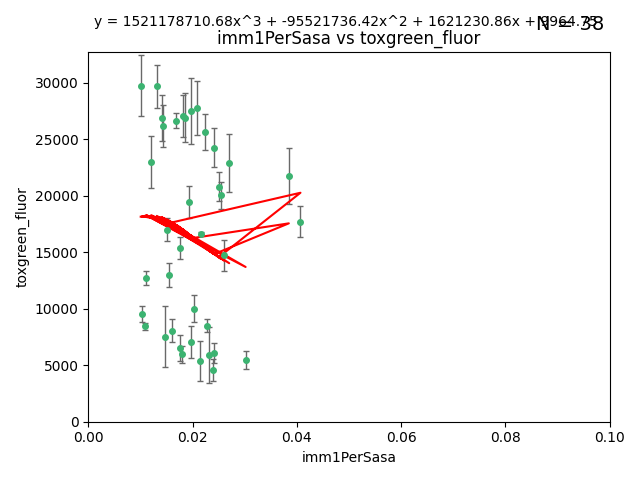 y = 1521178710.68x^3 + -95521736.42x^2 + 1621230.86x +
N = 38
imm1PerSasa vs toxgreen_fluor
30000
25000
20000
15000
10000
5000
0
toxgreen_fluor
0.00 0.02 0.04 0.06 0.08 0.10
imm1PerSasa